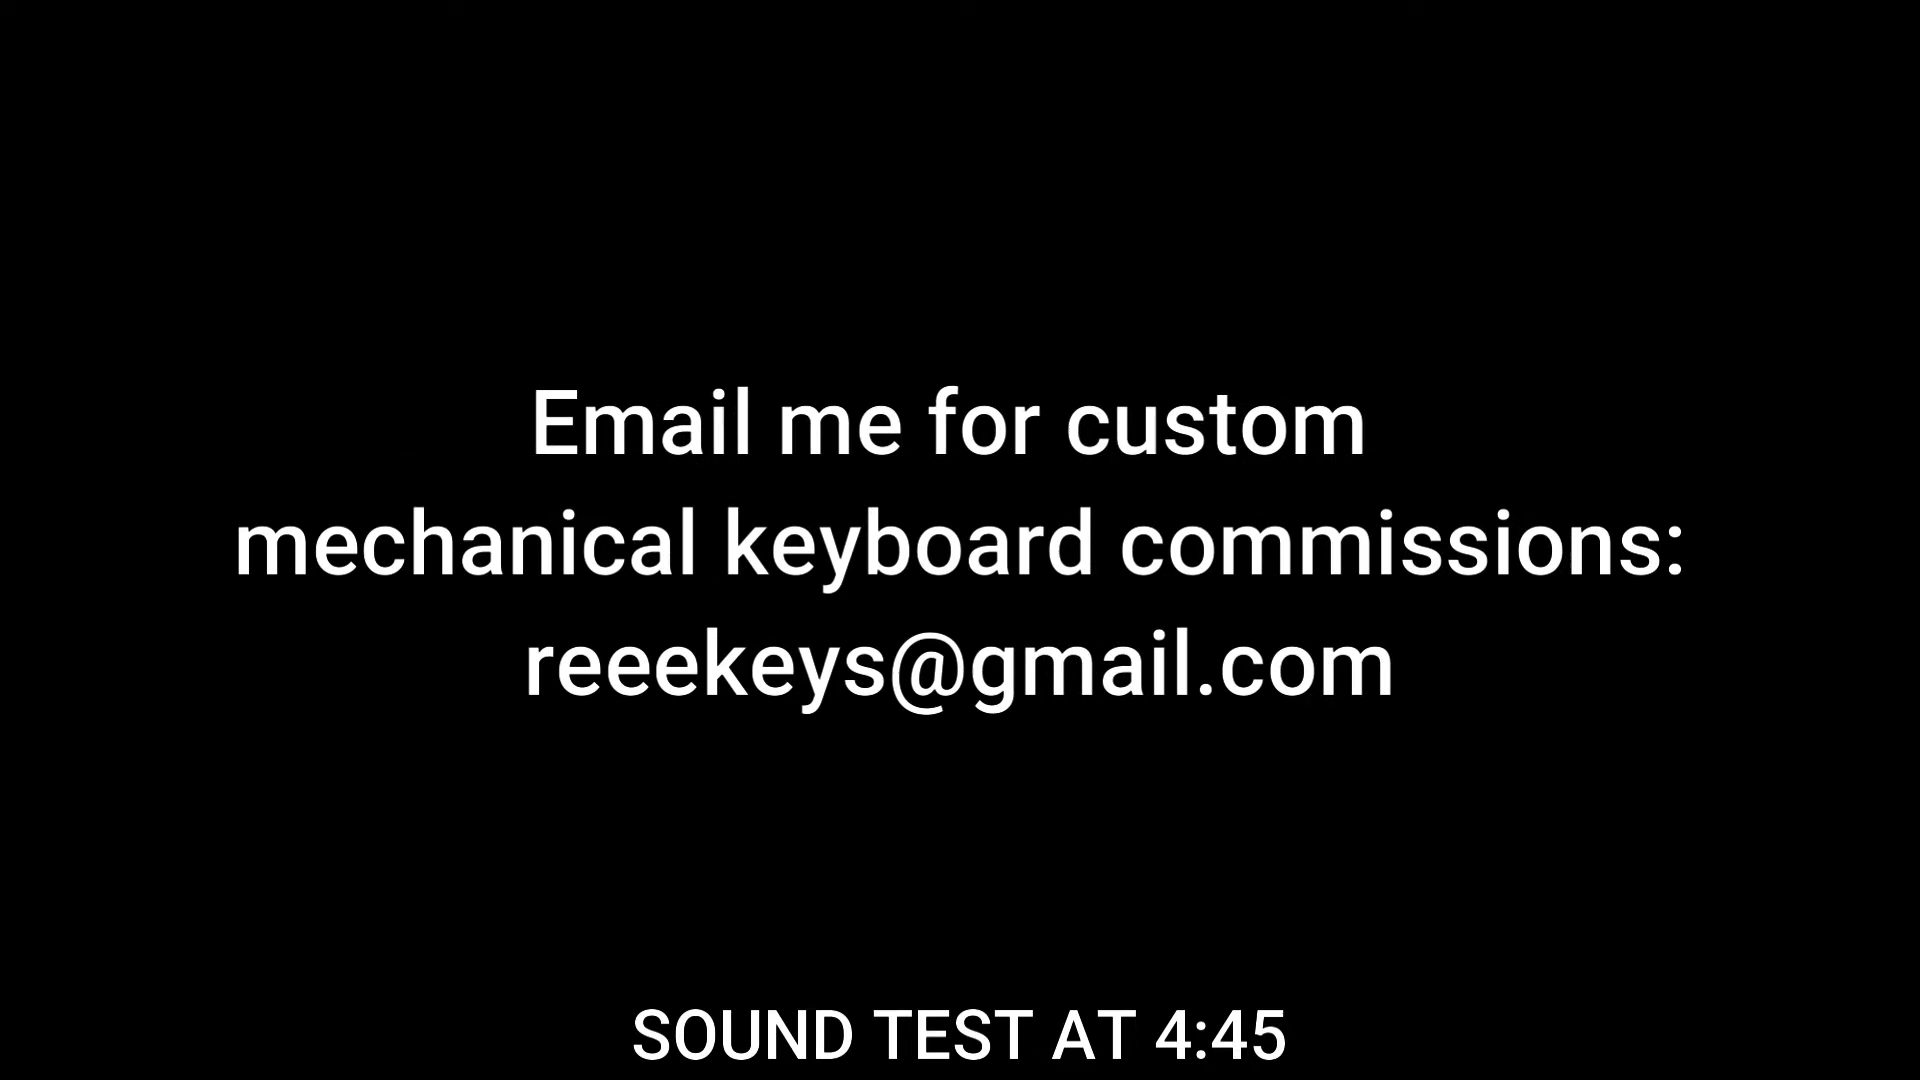 Email me for custom
mechanical keyboard commissions:
reeekeys@gmail.com
SOUND TEST AT 4:45